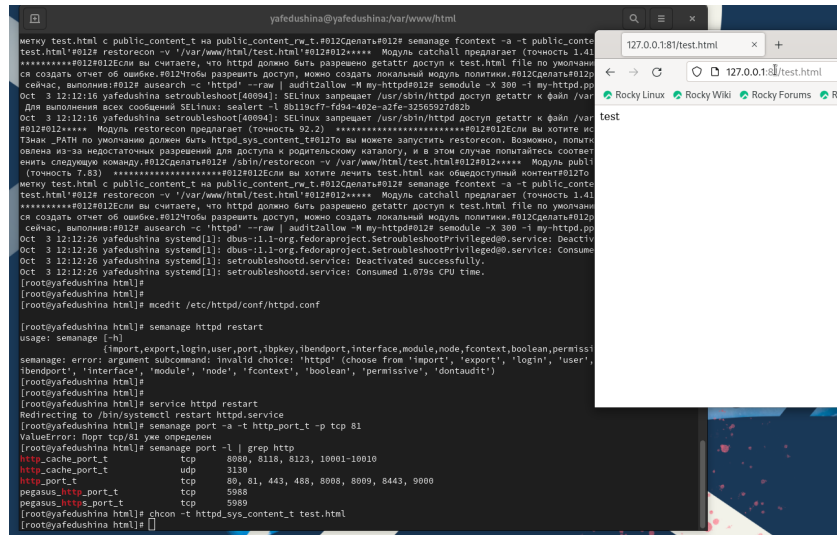 yafedushina@yafedushina:/var/www/html
метку test.html с public_content_t на public_content_rw_t.#012Сделать#012# semanage fcontext -a -t public_conte
test.html'#012# restorecon -v '/var/www/html/test.html'#012#012***** Модуль catchall предлагает (точность 1.41
**********#012#012Если вы считаете, что httpd должно быть разрешено getattr доступ к test.html file по умолчани
ся создать отчет об ошибке.#012Чтобы разрешить доступ, можно создать локальный модуль политики.#012Сделать#012р
сейчас, выполнив:#012# ausearch -c 'httpd' --raw | audit2allow -M my-httpd#012# semodule -X 300 -i my-httpd.pp
Oct 3 12:12:16 yafedushina setroubleshoot[40094]: SELinux запрещает /usr/sbin/httpd доступ getattr к файл /var
Для выполнения всех сообщений SELinux: sealert -l 8b119cf7-fd94-402e-a2fe-32565927d82b
Oct 3 12:12:16 yafedushina setroubleshoot[40094]: SELinux запрещает /usr/sbin/httpd доступ getattr к файл /var
#012#012***** Модуль restorecon предлагает (точность 92.2) ************************#012#012Если вы хотите ис
ТЗнак _PATH по умолчанию должен быть httpd_sys_content_t#012То вы можете запустить restorecon. Возможно, попытк
овлена из-за недостаточных разрешений для доступа к родительскому каталогу, и в этом случае попытайтесь соответ
енить следующую команду.#012Сделать#012# /sbin/restorecon -v /var/www/html/test.html#012#012***** Модуль publi
(точность 7.83) ********************#012#012Если вы хотите лечить test.html как общедоступный контент#012То
метку test.html с public_content_t на public_content_rw_t.#012Сделать#012# semanage fcontext -a -t public_conte
test.html'#012# restorecon -v '/var/www/html/test.html'#012#012***** Модуль catchall предлагает (точность 1.41
**********#012#012Если вы считаете, что httpd должно быть разрешено getattr доступ к test.html file по умолчани
ся создать отчет об ошибке.#012Чтобы разрешить доступ, можно создать локальный модуль политики.#012Сделать#012р
сейчас, выполнив:#012# ausearch -c 'httpd' --raw | audit2allow -M my-httpd#012# semodule -X 300 -i my-httpd.pp
Oct 3 12:12:26 yafedushina systemd[1]: dbus-:1.1-org.fedoraproject.SetroubleshootPrivileged@0.service: Deactiv
Oct 3 12:12:26 yafedushina systemd[1]: dbus-:1.1-org.fedoraproject.SetroubleshootPrivileged@0.service: Consume
Oct 3 12:12:26 yafedushina systemd[1]: setroubleshootd.service: Deactivated successfully.
Oct 3 12:12:26 yafedushina systemd[1]: setroubleshootd.service: Consumed 1.079s CPU time.
[root@yafedushina html]#
[root@yafedushina html]#
[root@yafedushina html]# mcedit /etc/httpd/conf/httpd.conf
[root@yafedushina html]# semanage httpd restart
usage: semanage [-h]
{import,export,login,user,port,ibpkey,ibendport,interface,module,node,fcontext,boolean,permissi
semanage: error: argument subcommand: invalid choice: 'httpd' (choose from 'import', 'export', 'login', 'user',
ibendport', 'interface', 'module', 'node', 'fcontext', 'boolean', 'permissive', 'dontaudit')
[root@yafedushina html]#
[root@yafedushina html]#
[root@yafedushina html]# service httpd restart
Redirecting to /bin/systemctl restart httpd.service
[root@yafedushina html]# semanage port -a -t http_port_t -p tcp 81
ValueError: Порт tcp/81 уже определен
[root@yafedushina html]# semanage port -l | grep http
http_cache_port_t tcp 8080, 8118, 8123, 10001-10010
http_cache_port_t udp 3130
http_port_t tcp 80, 81, 443, 488, 8008, 8009, 8443, 9000
pegasus_http_port_t tcp 5988
pegasus_https_port_t tcp 5989
[root@yafedushina html]# chcon -t httpd_sys_content_t test.html
[root@yafedushina html]#
127.0.0.1:81/test.html
127.0.0.1:81/test.html
Rocky Linux Rocky Wiki Rocky Forums R
test